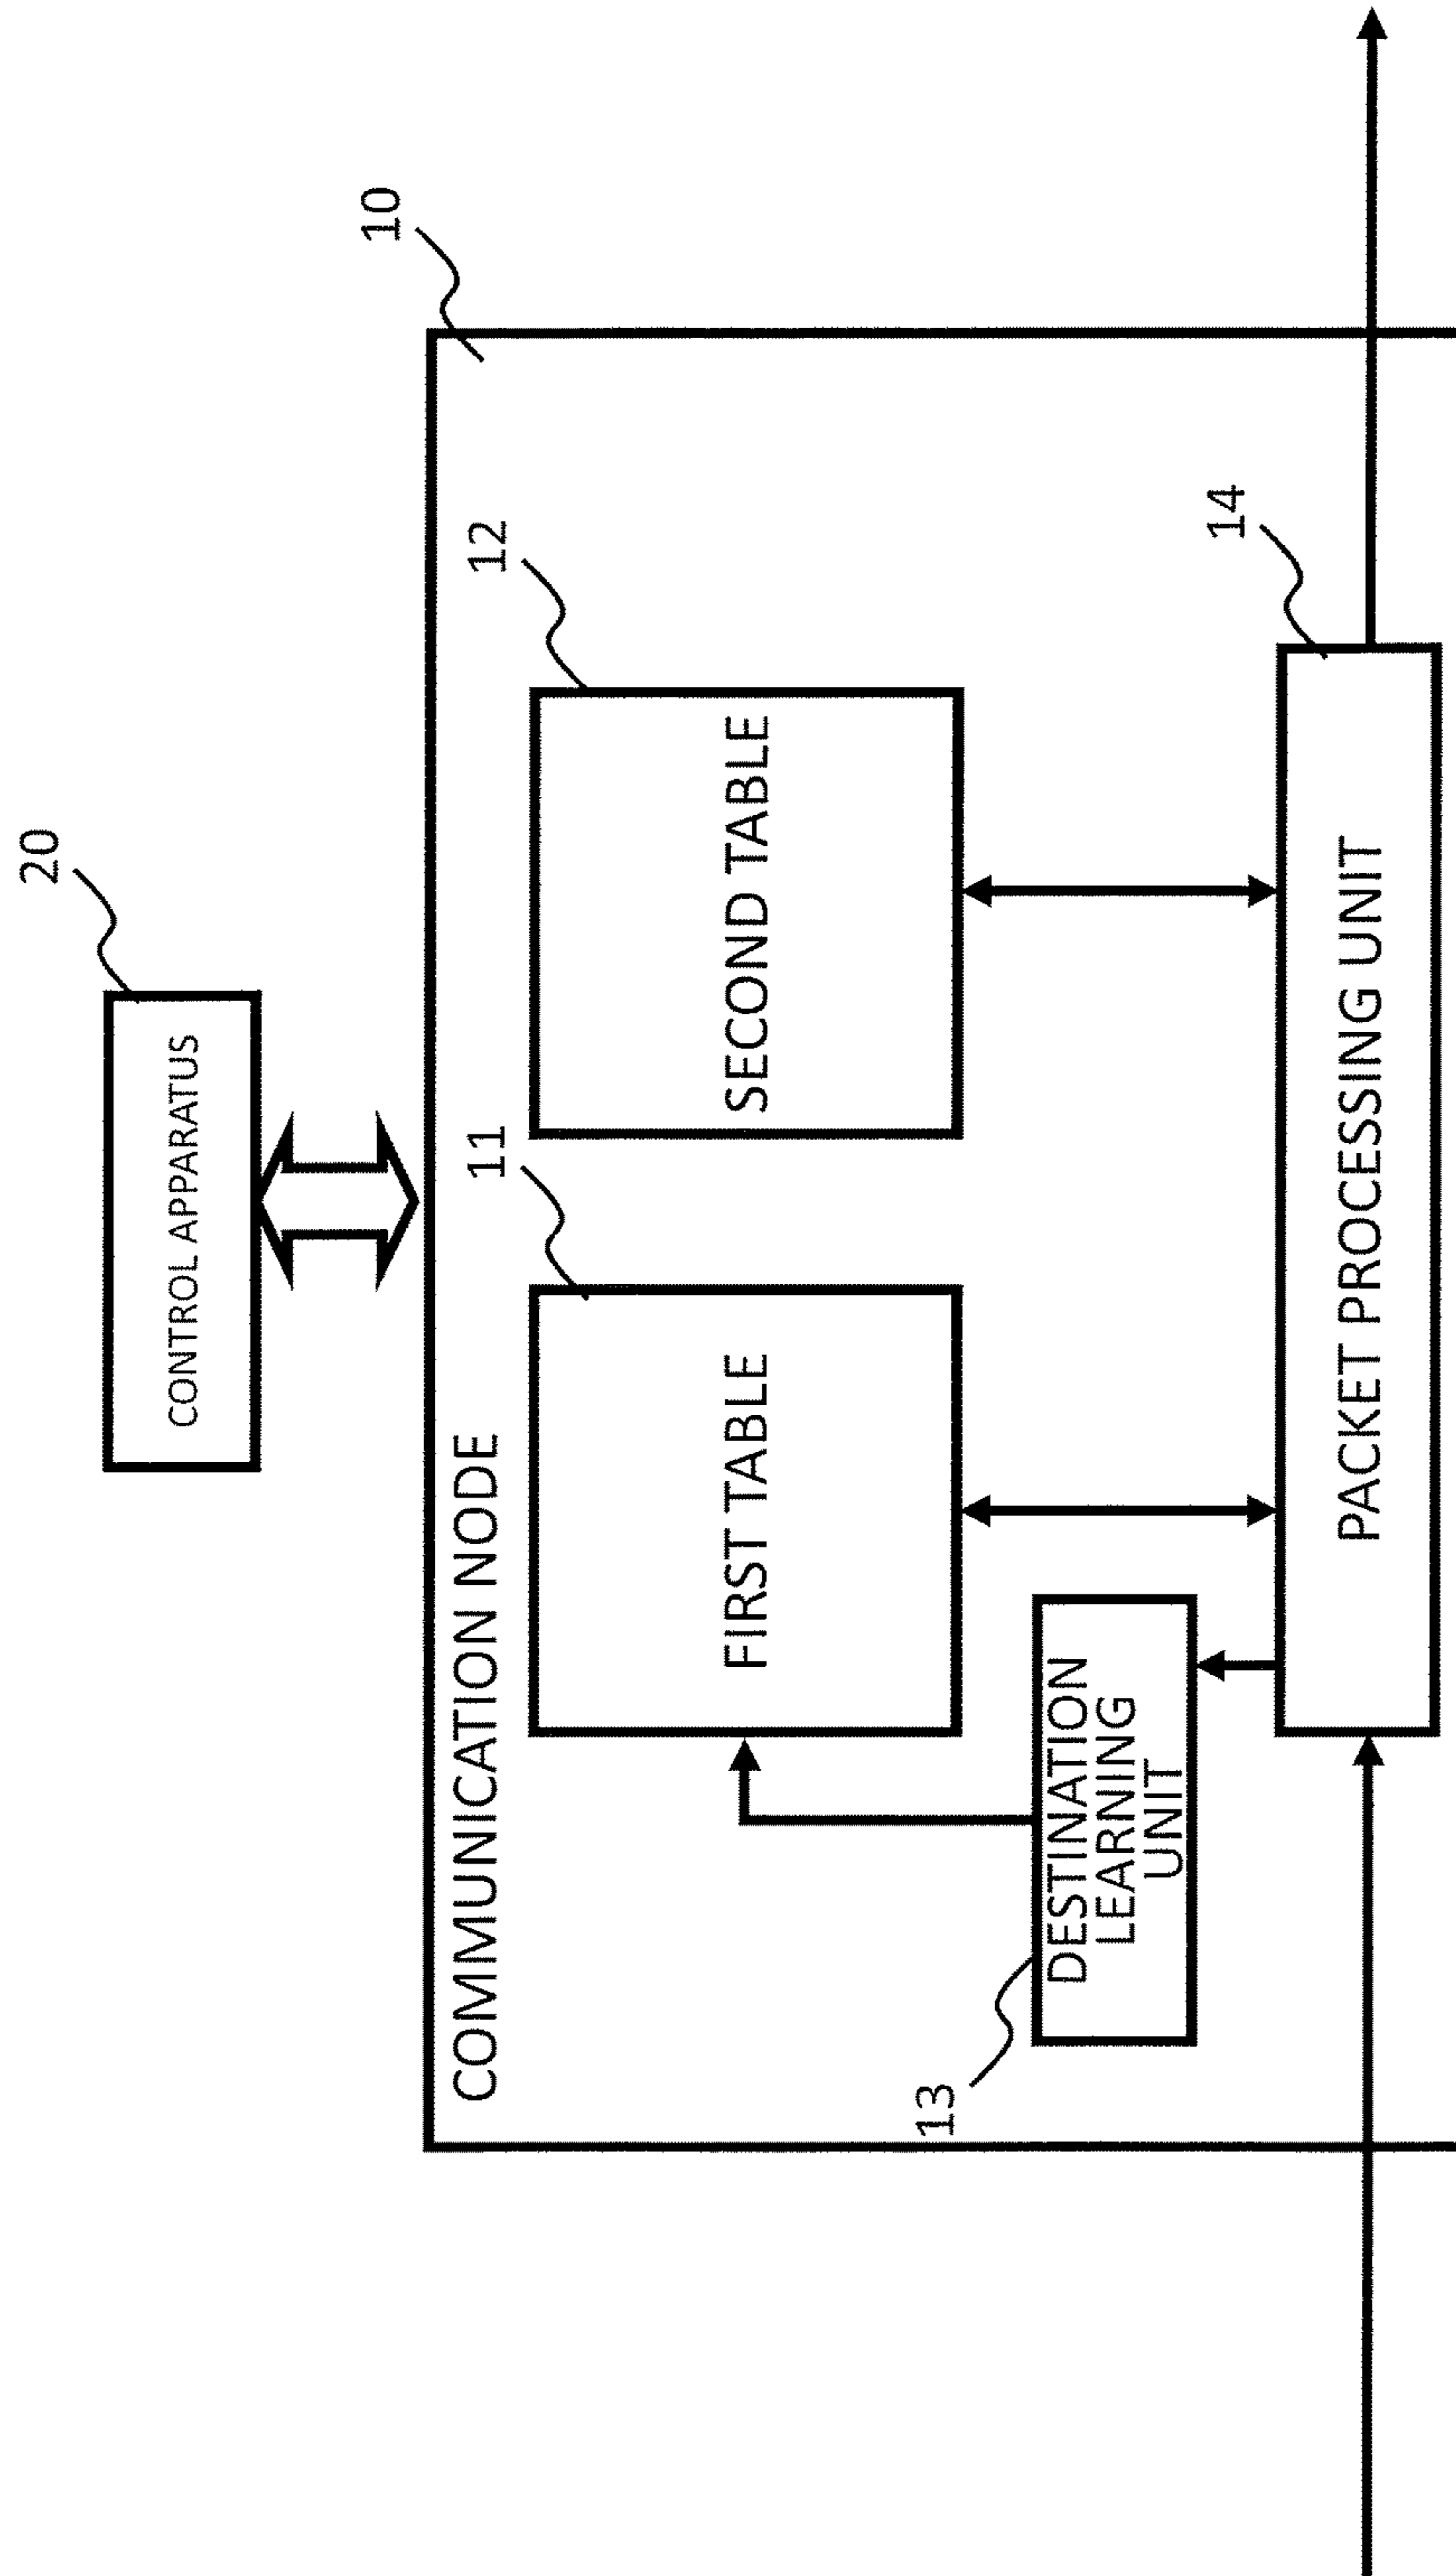 20
CONTROL APPARATUS
10
COMMUNICATION NODE
11
12
FIRST TABLE
SECOND TABLE
13
DESTINATION
LEARNING
UNIT
14
PACKET PROCESSING UNIT